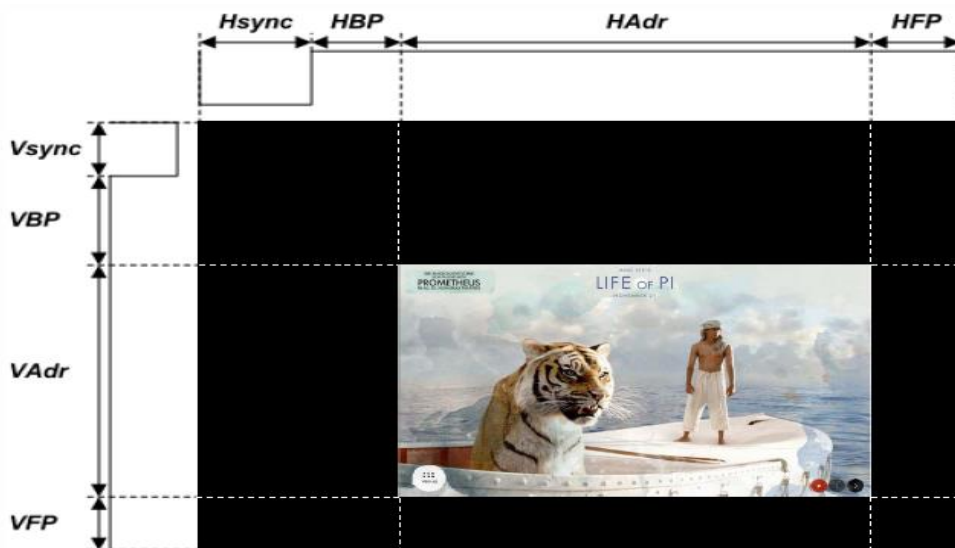 Hsync HBP HAdr HFP
Vsync
VBP
PROMETHEUS
LIFE OF PI
VAdr
VFP